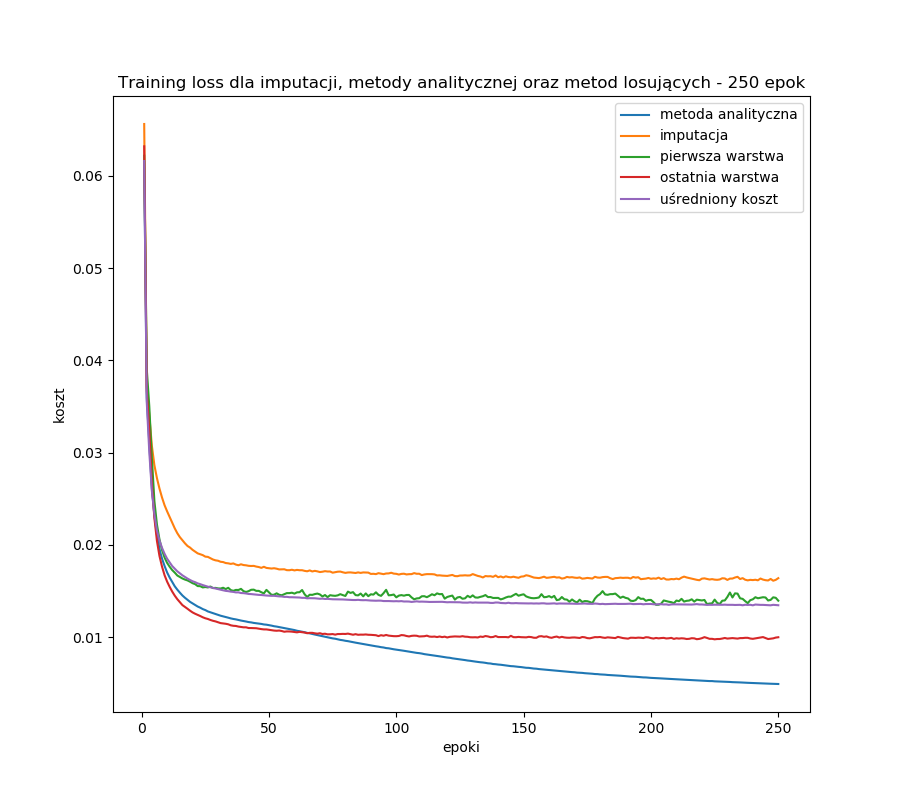 Training loss dla imputacji, metody analitycznej oraz metod losujących - 250 epok
metoda analityczna
imputacja
pierwsza warstwa
ostatnia warstwa
uśredniony koszt
0.06
0.05
0.04
0.03
0.02
0.01
koszt
0
50
100
150
200
250
epoki